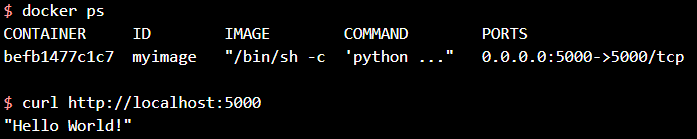 $ docker ps
CONTAINER ID IMAGE COMMAND PORTS
befb1477c1c7 myimage "/bin/sh -c 'python ..." 0.0.0.0:5000->5000/tcp
$ curl http://localhost:5000
"Hello World!"